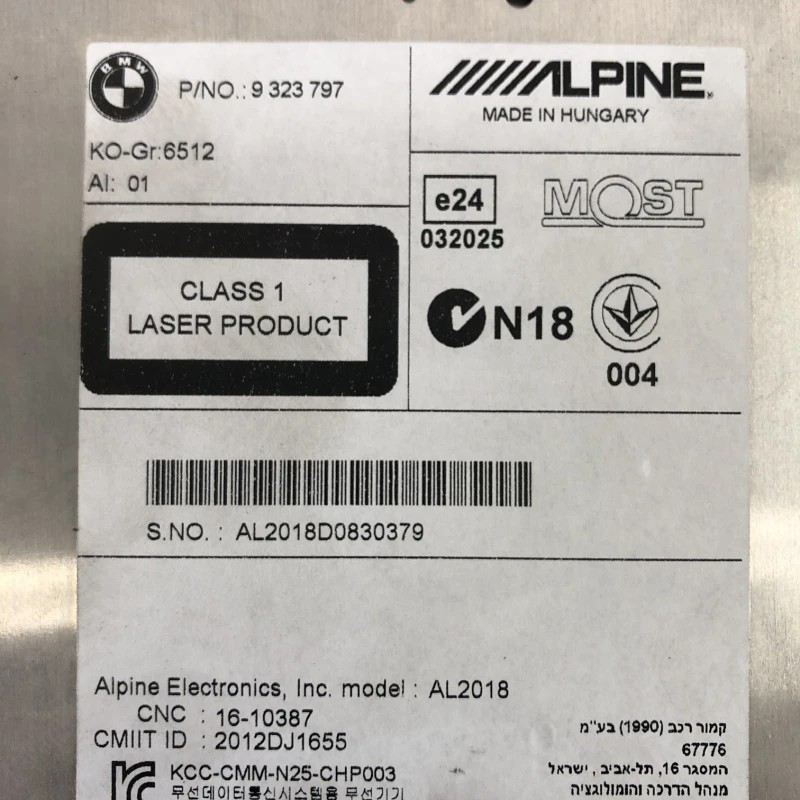 BMW
P/NO.: 9 323 797
KO-Gr:6512
AI: 01
ALPINE
MADE IN HUNGARY
e24
032025
MOST
CLASS 1
LASER PRODUCT
N18
004
S.NO. : AL2018D0830379
Alpine Electronics, Inc. model : AL2018
CNC : 16-10387
CMIIT ID : 2012DJ1655
KCC-CMM-N25-CHP003
무선데이터통신시스템용 무선기기
קמור רכב (1990) בע"מ
67776
המסגר 16, תל-אביב, ישראל
מנהל הדרכה והומולוגציה